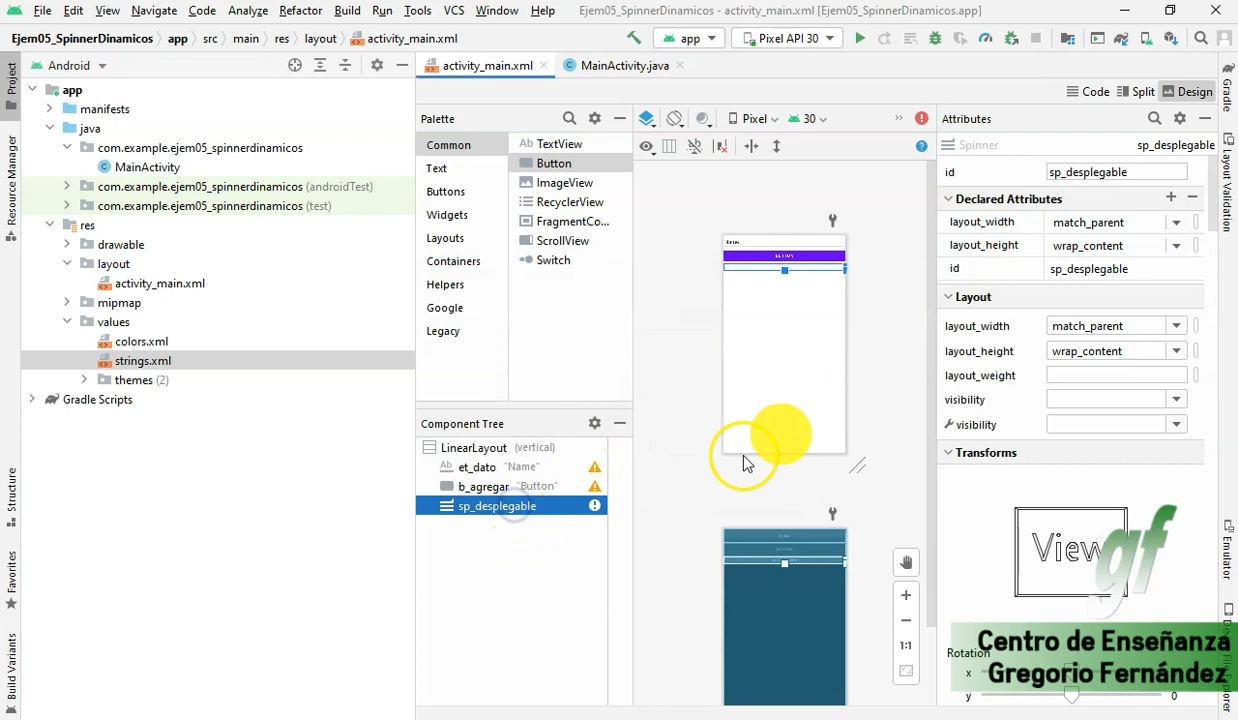 File Edit View Navigate Code Analyze Refactor Build Run Tools VCS Window Help Ejem05_SpinnerDinamicos - activity_main.xml [Ejem05_SpinnerDinamicos.app]
Ejem05_SpinnerDinamicos app src main res layout activity_main.xml app Pixel API 30
Android activity_main.xml MainActivity.java
Code Split Design
app
manifests
java
com.example.ejem05_spinnerdinamicos
MainActivity
com.example.ejem05_spinnerdinamicos (androidTest)
com.example.ejem05_spinnerdinamicos (test)
res
drawable
layout
activity_main.xml
mipmap
values
colors.xml
strings.xml
themes (2)
Gradle Scripts
Project
Resource Manager
Structure
Favorites
Build Variants
Palette
Common
Text
Buttons
Widgets
Layouts
Containers
Helpers
Google
Legacy
TextView
Button
ImageView
RecyclerView
FragmentCo...
ScrollView
Switch
Component Tree
LinearLayout (vertical)
Ab et_dato "Name"
b_agregar "Button"
sp_desplegable
Pixel 30
1:1
Attributes
Spinner sp_desplegable
id sp_desplegable
Declared Attributes
layout_width match_parent
layout_height wrap_content
id sp_desplegable
Layout
layout_width match_parent
layout_height wrap_content
layout_weight
visibility
visibility
Transforms
View
gf
Centro de Enseñanza
Gregorio Fernández
Rotation
x
y 0
Gradle
Layout Validation
Emulator